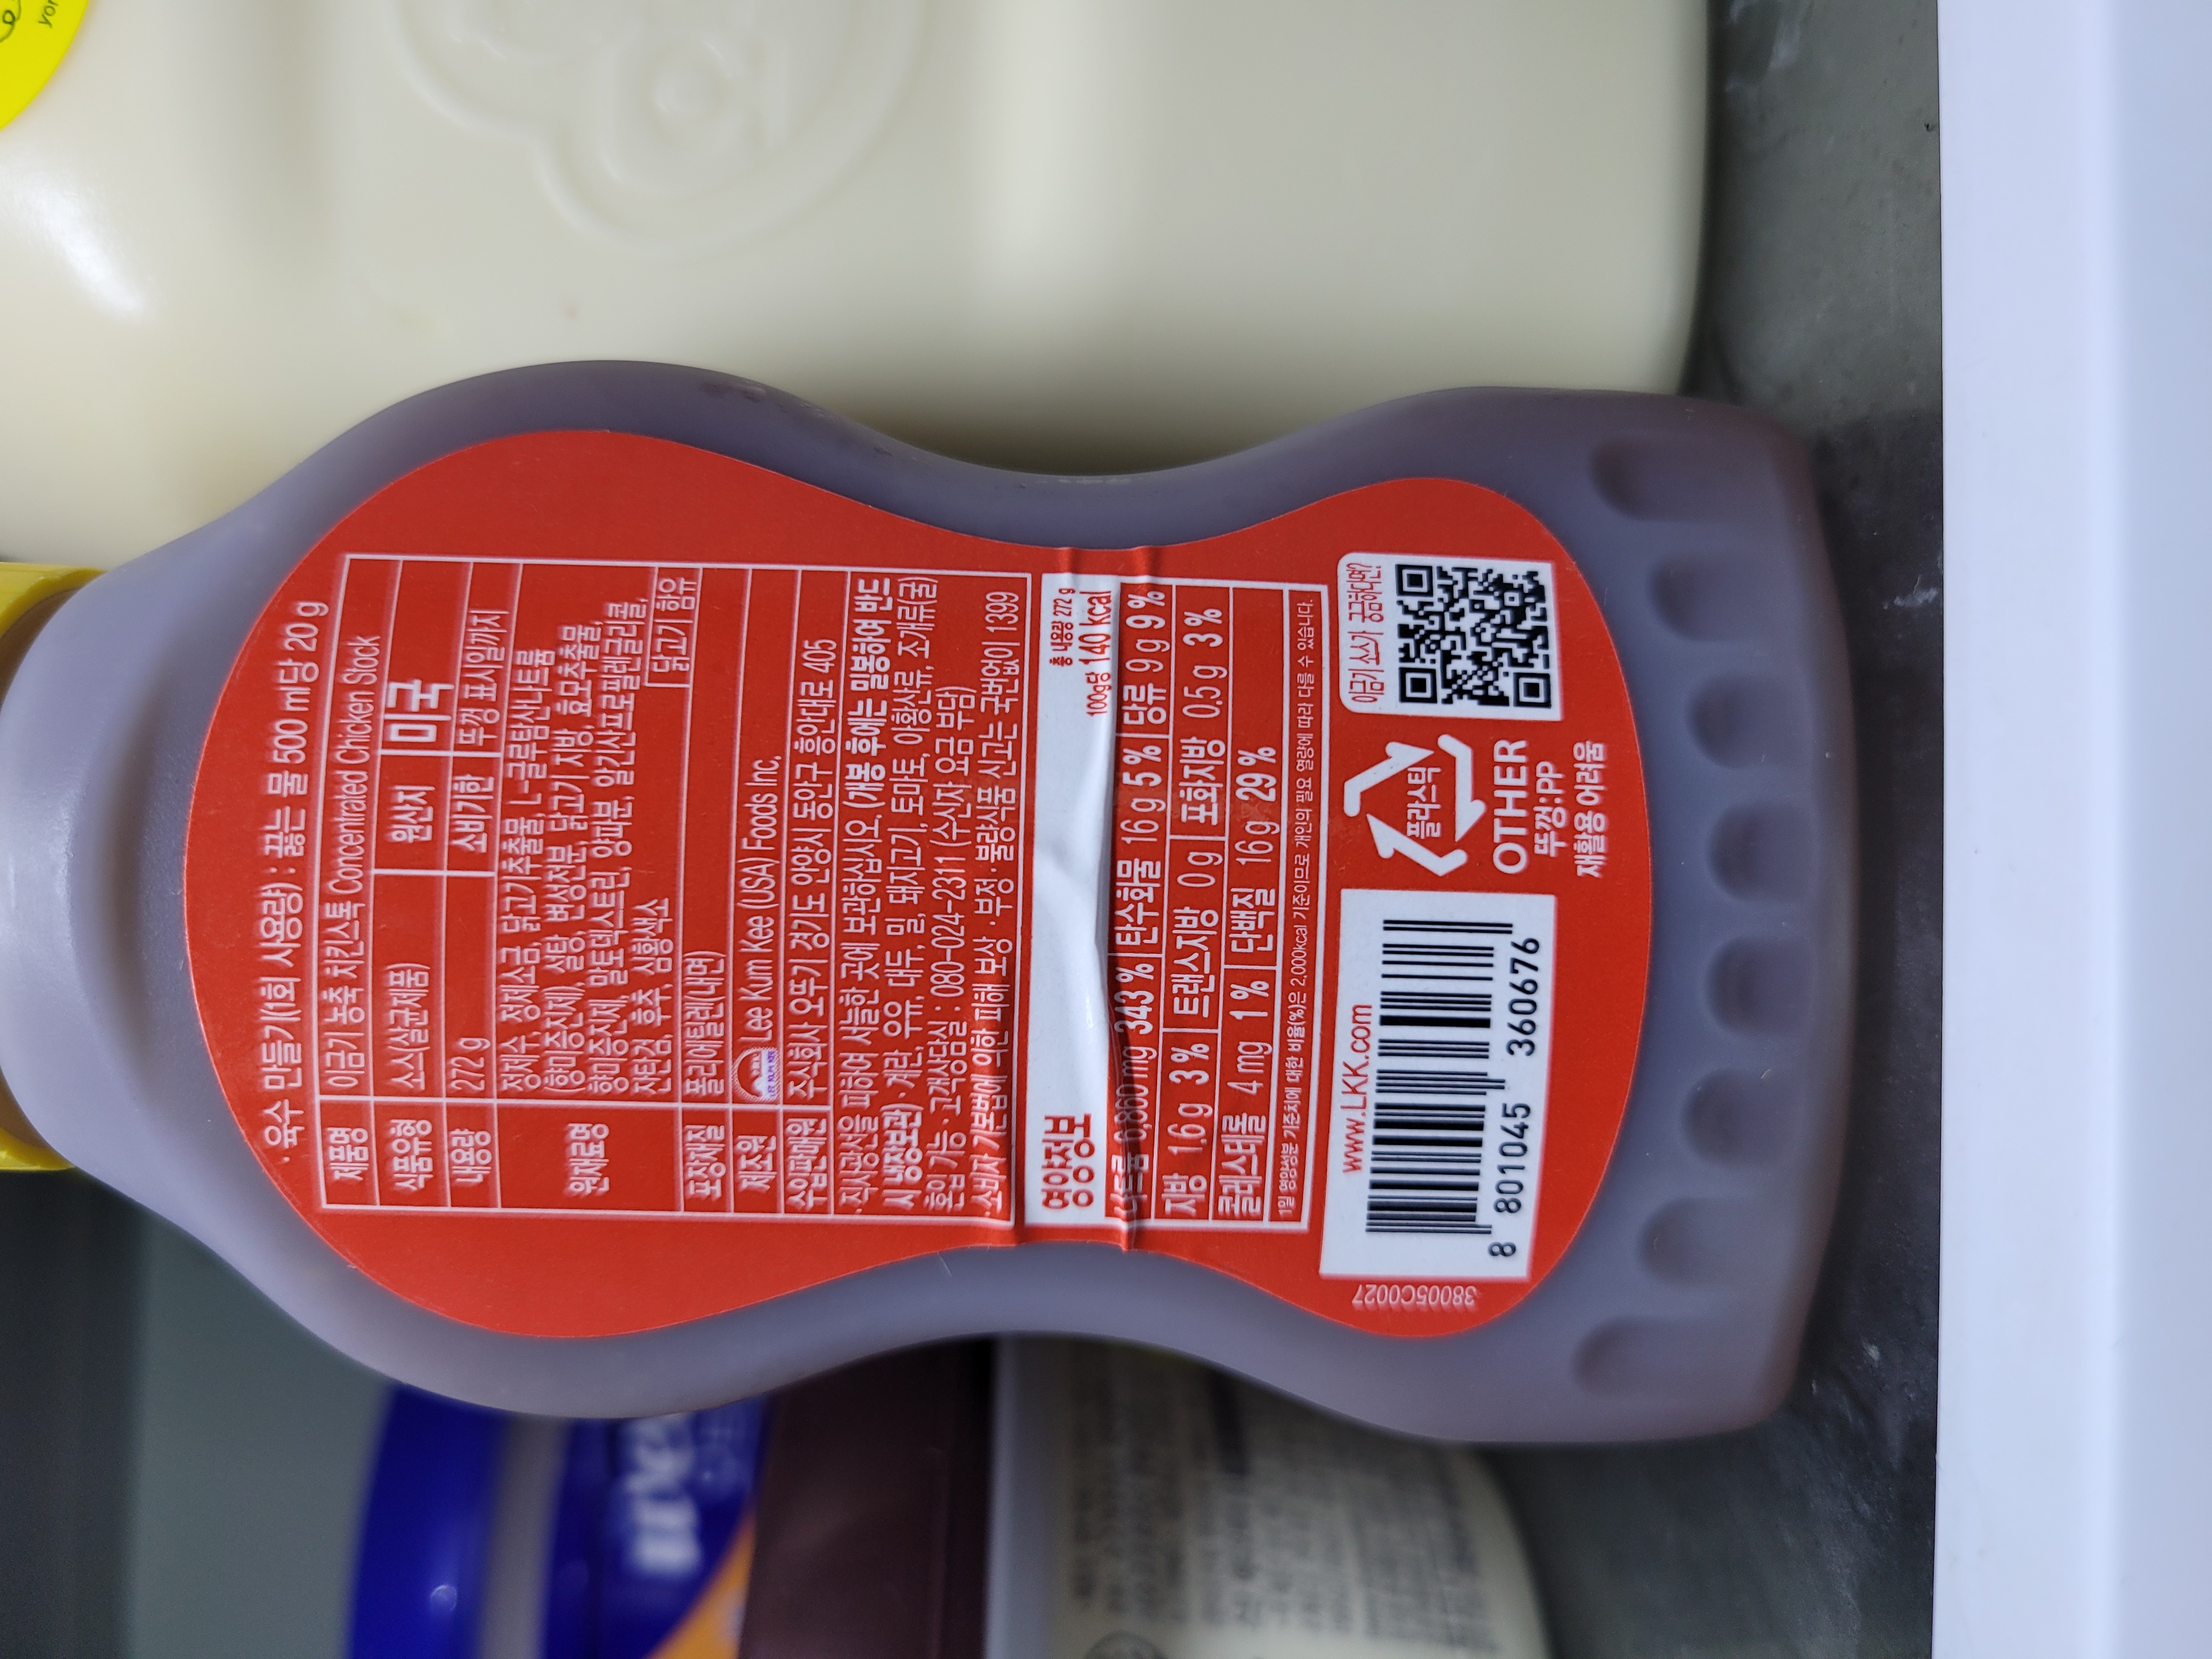 · 육수 만들기(1회 사용량) : 끓는 물 500 ml당 20 g
제품명 이금기 농축 치킨스톡 Concentrated Chicken Stock
식품유형 소스(살균제품) 원산지 미국
내용량 272 g 소비기한 뚜껑 표시일까지
원재료명 정제수, 정제소금, 닭고기추출물, L-글루탐산나트륨
(향미증진제), 설탕, 변성전분, 닭고기 지방, 효모추출물,
향미증진제, 말토덱스트린, 양파분, 알긴산프로필렌글리콜,
잔탄검, 후추, 심황색소 닭고기 함유
포장재질 폴리에틸렌(내면)
제조원 Lee Kum Kee (USA) Foods Inc,
수입판매원 주식회사 오뚜기 경기도 안양시 동안구 흥안대로 405
·직사광선을 피하여 서늘한 곳에 보관하십시오. (개봉 후에는 밀봉하여 반드
시 냉장보관) · 계란, 우유, 대두, 밀, 돼지고기, 토마토, 아황산류, 조개류(굴)
혼입 가능 · 고객상담실 : 080-024-2311 (수신자 요금 부담)
소비자 기본법에 의한 피해 보상 · 부정·불량식품 신고는 국번없이 1399
영양정보
총 내용량 272 g
100g당 140 kcal
나트륨 6,860 mg 343 % 탄수화물 16 g 5 % 당류 9 g 9 %
지방 1.6 g 3 % 트랜스지방 0 g 포화지방 0.5 g 3 %
콜레스테롤 4 mg 1 % 단백질 16 g 29 %
1일 영양성분 기준치에 대한 비율(%)은 2,000kcal 기준이므로 개인의 필요 열량에 따라 다를 수 있습니다.
www.LKK.com
8 801045 360676
38005C0027
플라스틱
OTHER
뚜껑:PP
재활용 어려움
이금기 소스가 궁금하다면?